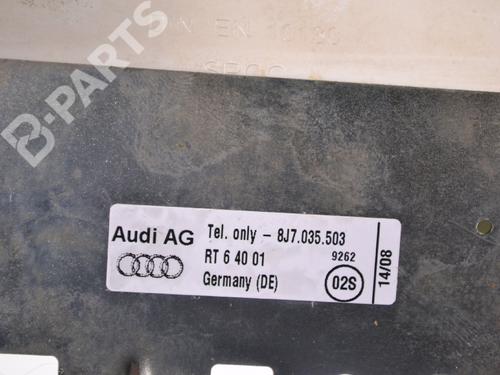 EN 10130
Audi AG
Tel. only - 8J7.035.503
RT 6 40 01
9262
Germany (DE)
02S
14/08